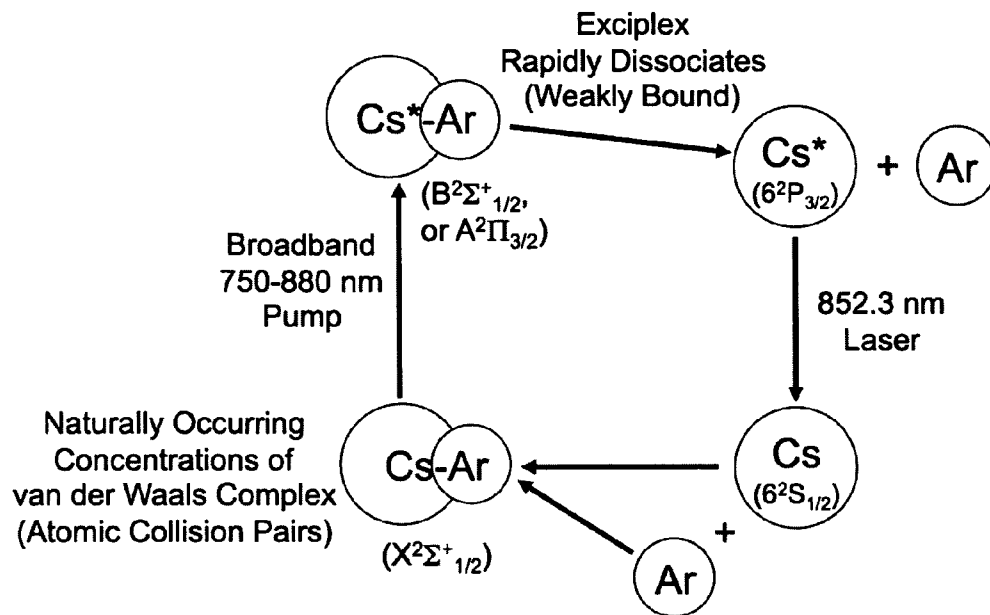 Exciplex
Rapidly Dissociates
(Weakly Bound)
Cs*-Ar
(B²Σ⁺₁/₂,
or A²Π₃/₂)
Cs*
(6²P₃/₂)
+
Ar
Broadband
750-880 nm
Pump
852.3 nm
Laser
Naturally Occurring
Concentrations of
van der Waals Complex
(Atomic Collision Pairs)
Cs-Ar
(X²Σ⁺₁/₂)
Cs
(6²S₁/₂)
+
Ar